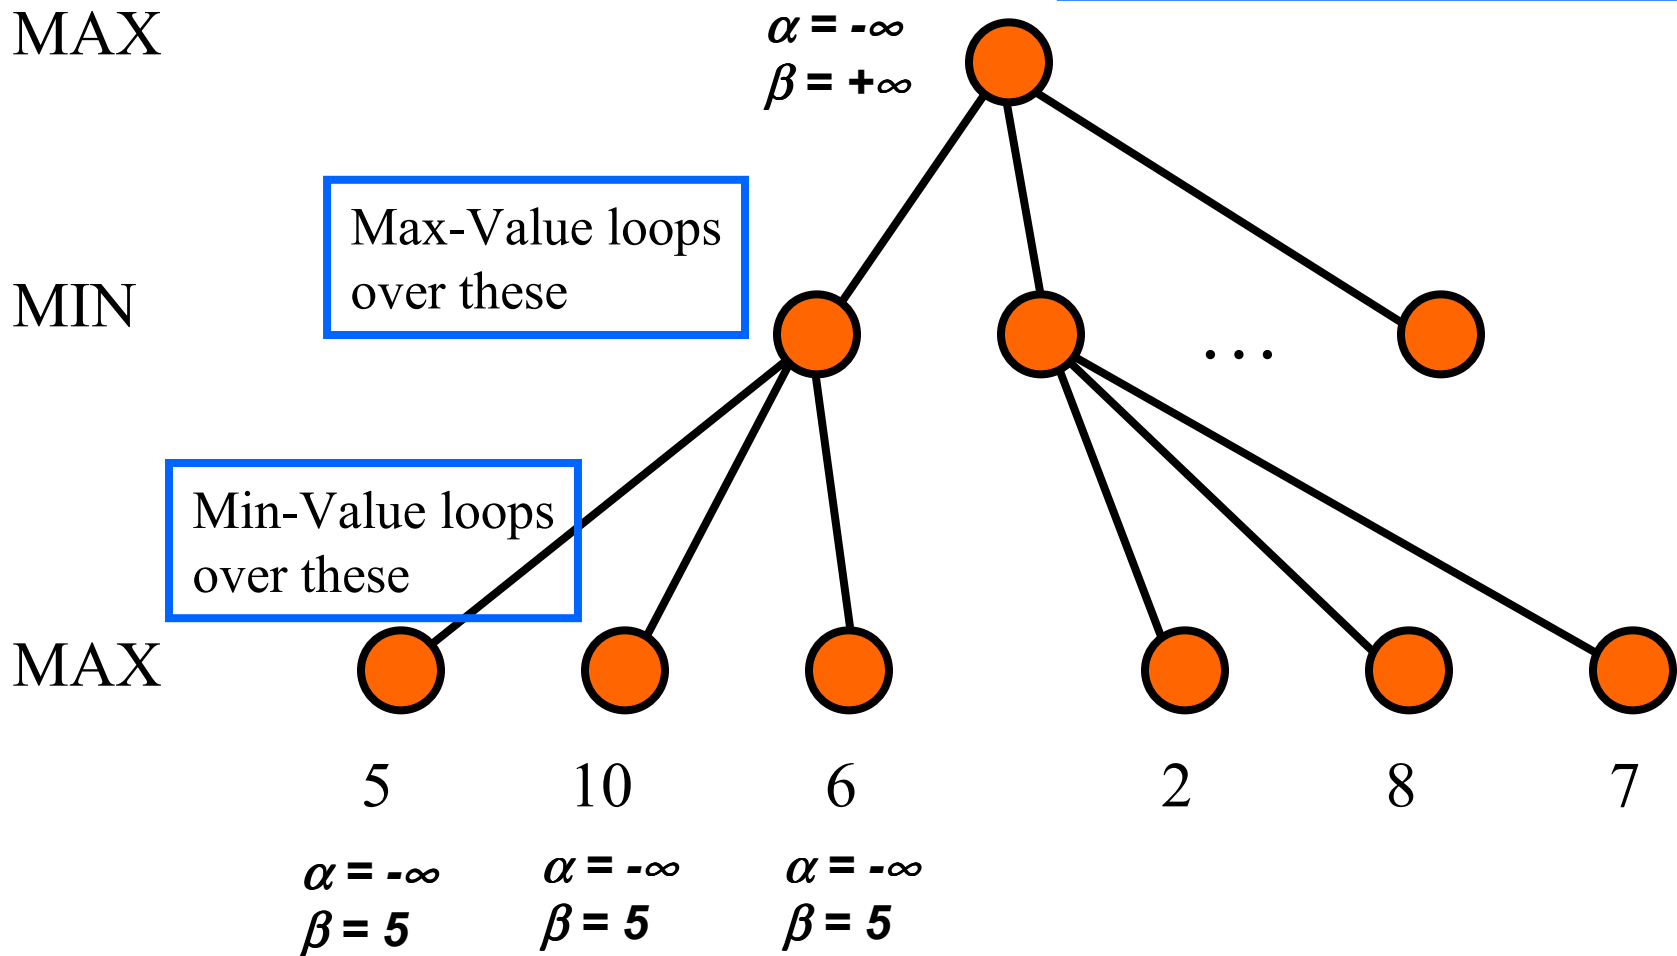 MAX
α = -∞
β = +∞
Max-Value loops
over these
MIN
...
Min-Value loops
over these
MAX
5 10 6 2 8 7
α = -∞ α = -∞ α = -∞
β = 5 β = 5 β = 5